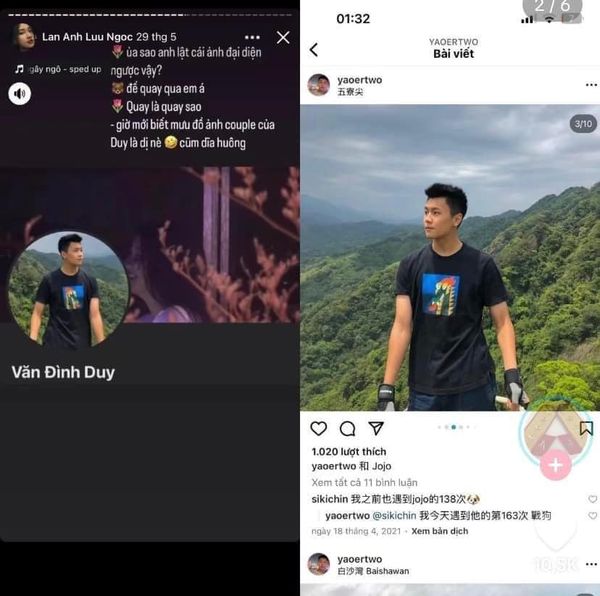 Lan Anh Lưu Ngọc 29 thg 5
gây ngô - sped up
🌷 ủa sao anh lật cái ảnh đại diện
ngược vậy?
🐻 để quay qua em á
🌷 Quay là quay sao
- giờ mới biết mưu đồ ảnh couple của
Duy là dị nè 🤣 cũm dĩa huông
Văn Đình Duy
01:32
2 / 6
YAOERTWO
Bài viết
yaoertwo
五寮尖
3/10
1.020 lượt thích
yaoertwo 和 Jojo
Xem tất cả 11 bình luận
sikichin 我之前也遇到jojo的138次🐶
yaoertwo @sikichin 我今天遇到他的第163次 戰狗
ngày 18 tháng 4, 2021 · Xem bản dịch
yaoertwo
白沙灣 Baishawan
10,5K